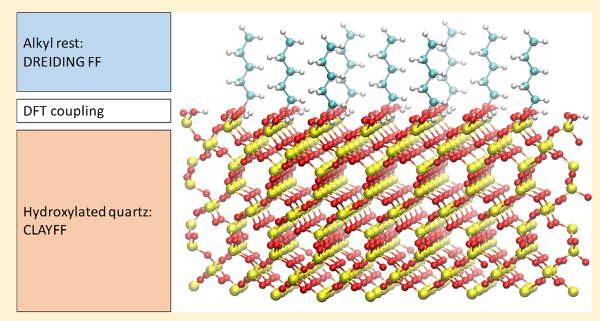 Alkyl rest:
DREIDING FF
DFT coupling
Hydroxylated quartz:
CLAYFF